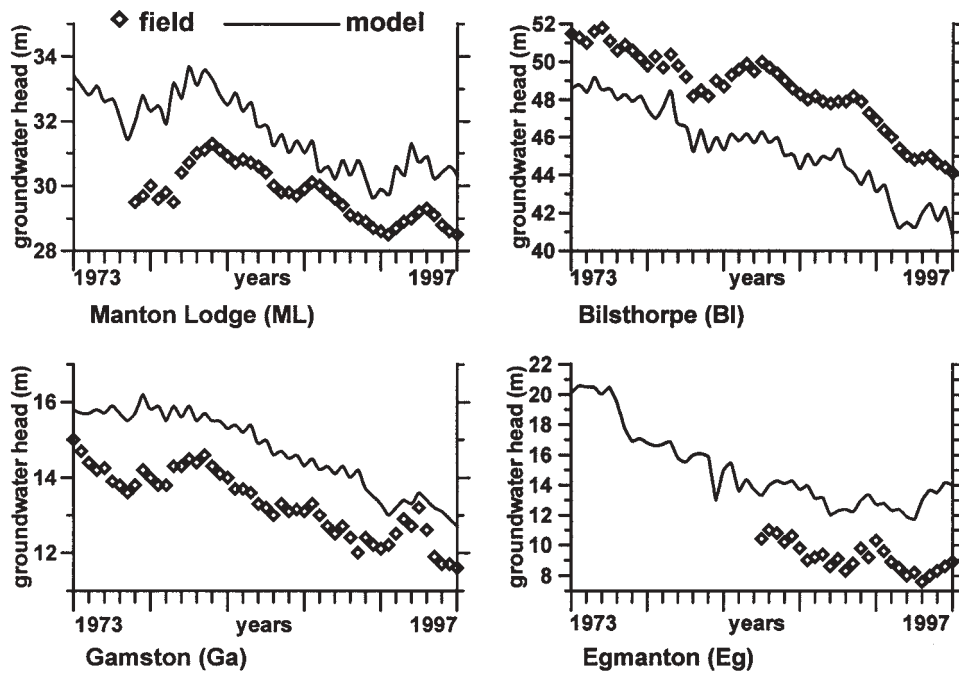 field model
groundwater head (m)
34
32
30
28
1973 years 1997
Manton Lodge (ML)
groundwater head (m)
52
50
48
46
44
42
40
1973 years 1997
Bilsthorpe (BI)
groundwater head (m)
16
14
12
1973 years 1997
Gamston (Ga)
groundwater head (m)
22
20
18
16
14
12
10
8
1973 years 1997
Egmanton (Eg)